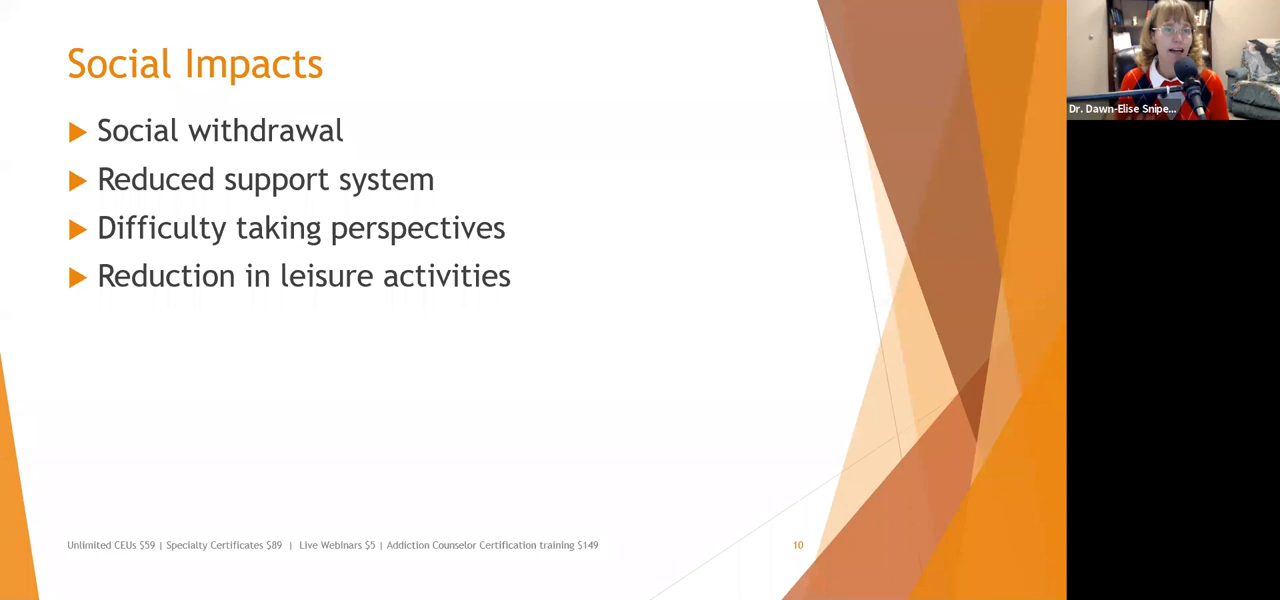 Social Impacts
Social withdrawal
Reduced support system
Difficulty taking perspectives
Reduction in leisure activities
Unlimited CEUs $59 | Specialty Certificates $89 | Live Webinars $5 | Addiction Counselor Certification training $149
10
Dr. Dawn-Elise Snipe...